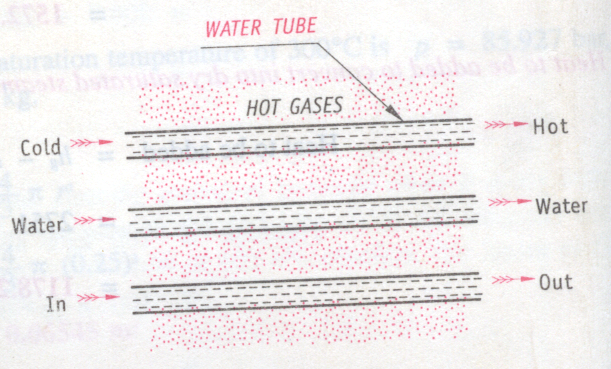 WATER TUBE
HOT GASES
Cold
Hot
Water
Water
In
Out